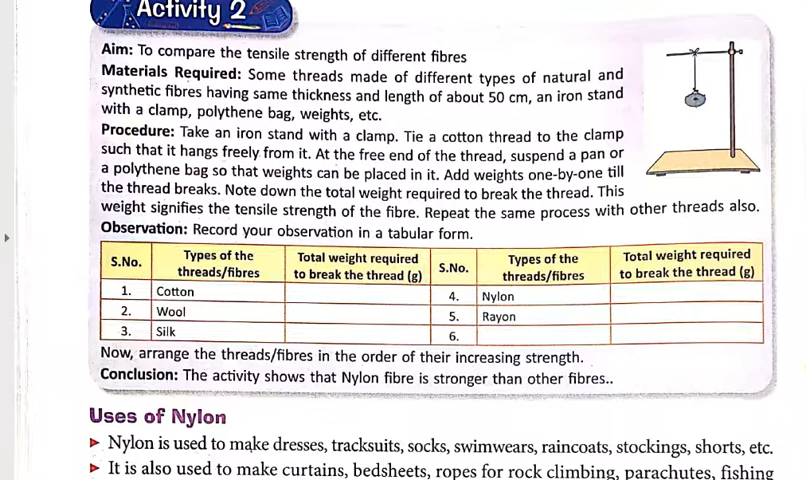 Activity 2
Aim: To compare the tensile strength of different fibres
Materials Required: Some threads made of different types of natural and
synthetic fibres having same thickness and length of about 50 cm, an iron stand
with a clamp, polythene bag, weights, etc.
Procedure: Take an iron stand with a clamp. Tie a cotton thread to the clamp
such that it hangs freely from it. At the free end of the thread, suspend a pan or
a polythene bag so that weights can be placed in it. Add weights one-by-one till
the thread breaks. Note down the total weight required to break the thread. This
weight signifies the tensile strength of the fibre. Repeat the same process with other threads also.
Observation: Record your observation in a tabular form.
S.No. Types of the threads/fibres Total weight required to break the thread (g) S.No. Types of the threads/fibres Total weight required to break the thread (g)
1. Cotton 4. Nylon
2. Wool 5. Rayon
3. Silk 6.
Now, arrange the threads/fibres in the order of their increasing strength.
Conclusion: The activity shows that Nylon fibre is stronger than other fibres..
Uses of Nylon
Nylon is used to make dresses, tracksuits, socks, swimwears, raincoats, stockings, shorts, etc.
It is also used to make curtains, bedsheets, ropes for rock climbing, parachutes, fishing